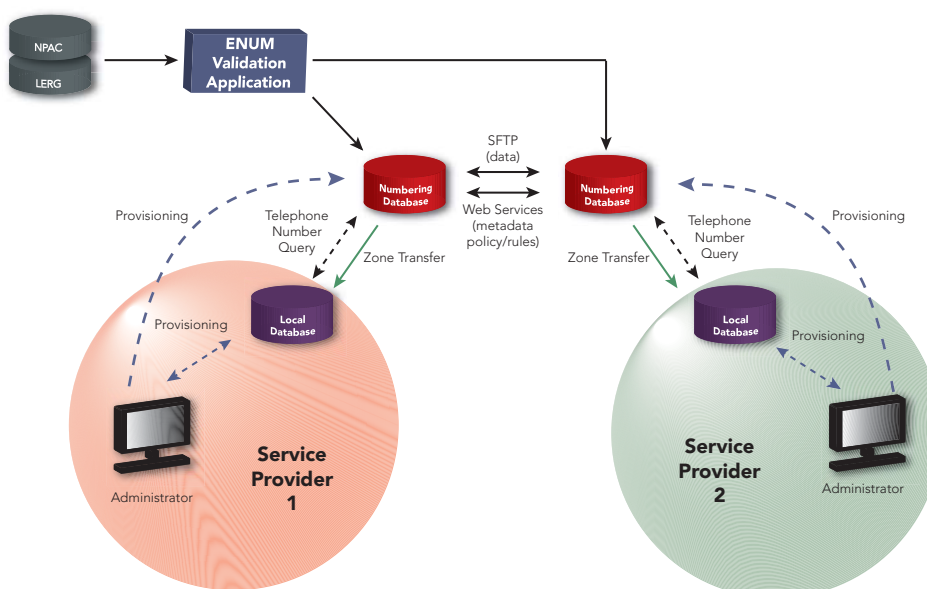 NPAC
LERG
ENUM
Validation
Application
SFTP
(data)
Numbering
Database
Numbering
Database
Web Services
(metadata
policy/rules)
Provisioning
Telephone
Number
Query
Zone Transfer
Zone Transfer
Telephone
Number
Query
Provisioning
Local
Database
Provisioning
Local
Database
Provisioning
Service
Provider
1
Administrator
Service
Provider
2
Administrator